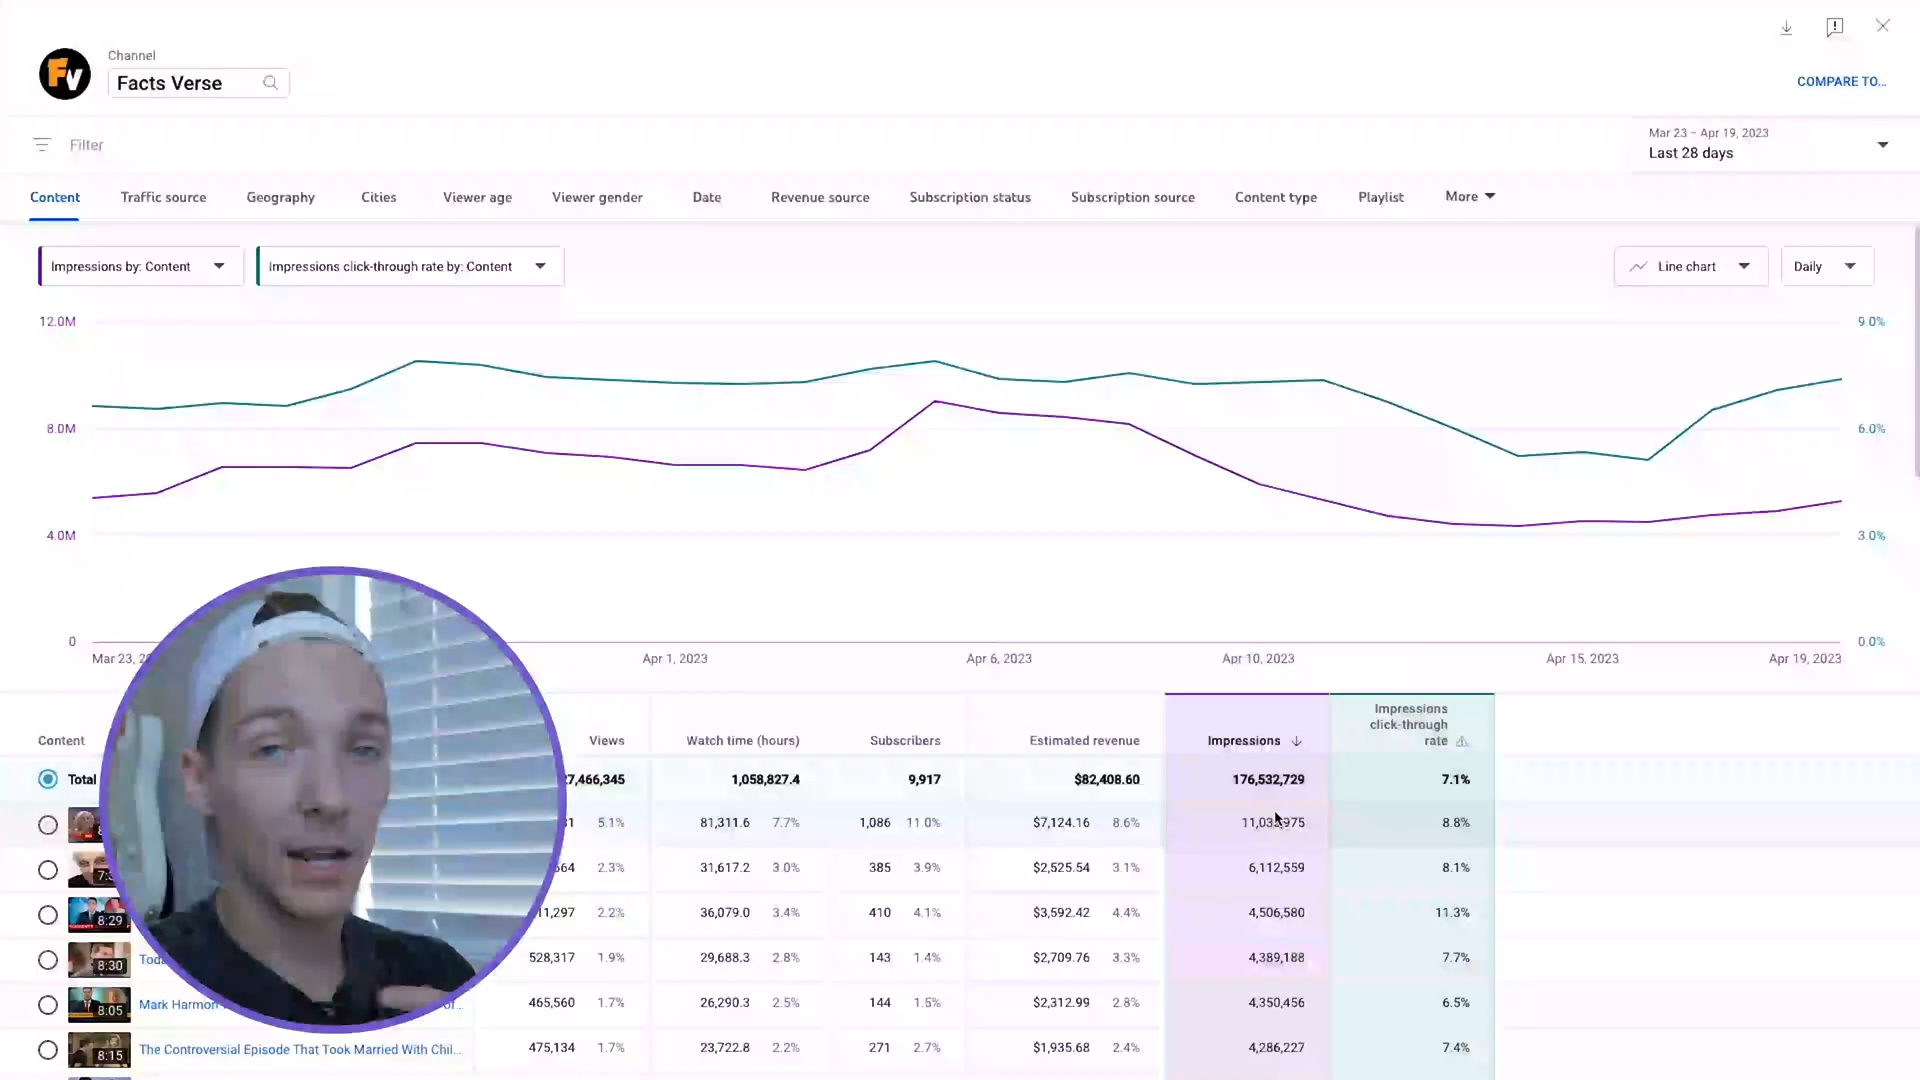 Channel
FV
Facts Verse
COMPARE TO...
Filter
Mar 23 – Apr 19, 2023
Last 28 days
Content Traffic source Geography Cities Viewer age Viewer gender Date Revenue source Subscription status Subscription source Content type Playlist More
Impressions by: Content Impressions click-through rate by: Content Line chart Daily
12.0M 9.0%
8.0M 6.0%
4.0M 3.0%
0 0.0%
Mar 23, Apr 1, 2023 Apr 6, 2023 Apr 10, 2023 Apr 15, 2023 Apr 19, 2023
Impressions
click-through
rate
Content Views Watch time (hours) Subscribers Estimated revenue Impressions
Total 7,466,345 1,058,827.4 9,917 $82,408.60 176,532,729 7.1%
5.1% 81,311.6 7.7% 1,086 11.0% $7,124.16 8.6% 8.8%
2.3% 31,617.2 3.0% 385 3.9% $2,525.54 3.1% 6,112,559 8.1%
8:29 11,297 2.2% 36,079.0 3.4% 410 4.1% $3,592.42 4.4% 4,506,580 11.3%
8:30 528,317 1.9% 29,688.3 2.8% 143 1.4% $2,709.76 3.3% 4,389,188 7.7%
8:05 Mark Harmon 465,560 1.7% 26,290.3 2.5% 144 1.5% $2,312.99 2.8% 4,350,456 6.5%
8:15 The Controversial Episode That Took Married With Chil... 475,134 1.7% 23,722.8 2.2% 271 2.7% $1,935.68 2.4% 4,286,227 7.4%